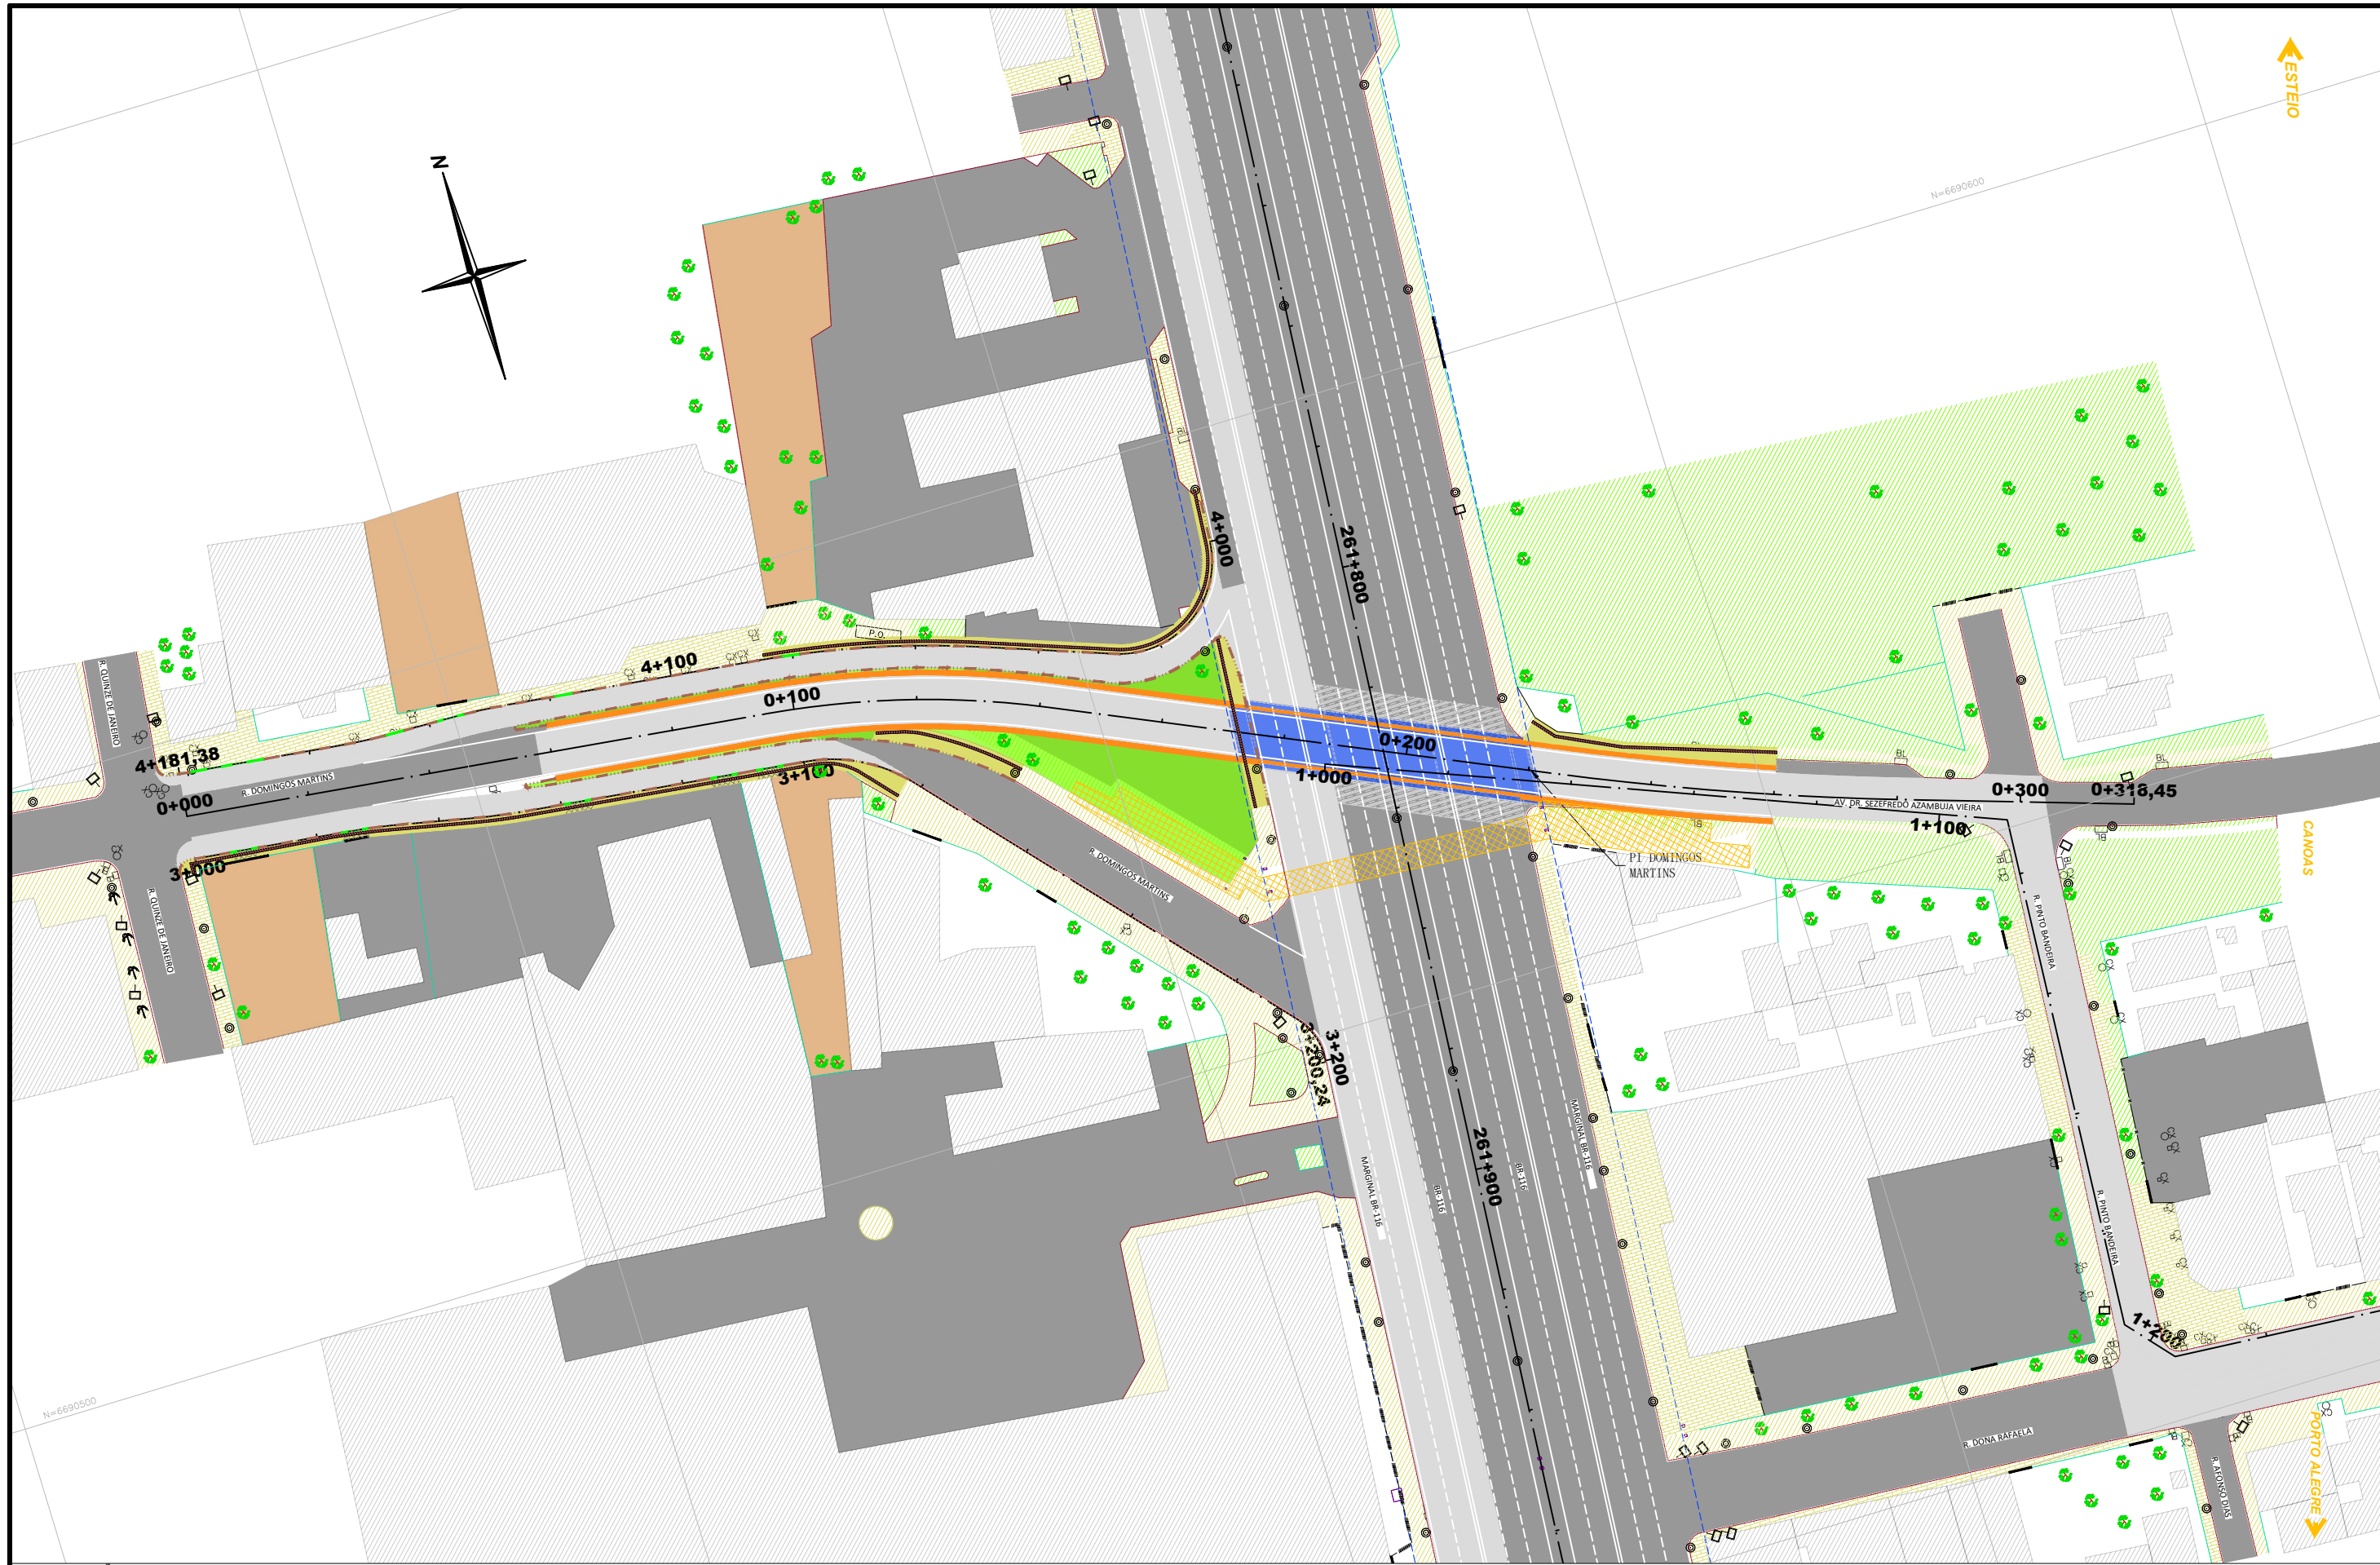 ESTEIO
N
N=6690600
4+000
261+800
P.O.
4+100
0+100
R. QUINZE DE JANEIRO
4+181,38
R. DOMINGOS MARTINS
0+000
3+100
0+200
1+000
0+300
0+318,45
AV. DR. SEZEFREDO AZAMBUJA VIEIRA
1+100
CANOAS
3+000
R. QUINZE DE JANEIRO
R. DOMINGOS MARTINS
PI DOMINGOS
MARTINS
R. PINTO BANDEIRA
3+200
3+200,24
MARGINAL BR-116
261+900
MARGINAL BR-116
BR-116
BR-116
R. PINTO BANDEIRA
1+200
N=6690500
R. DONA RAFAELA
R. AFONSO DIAS
PORTO ALEGRE